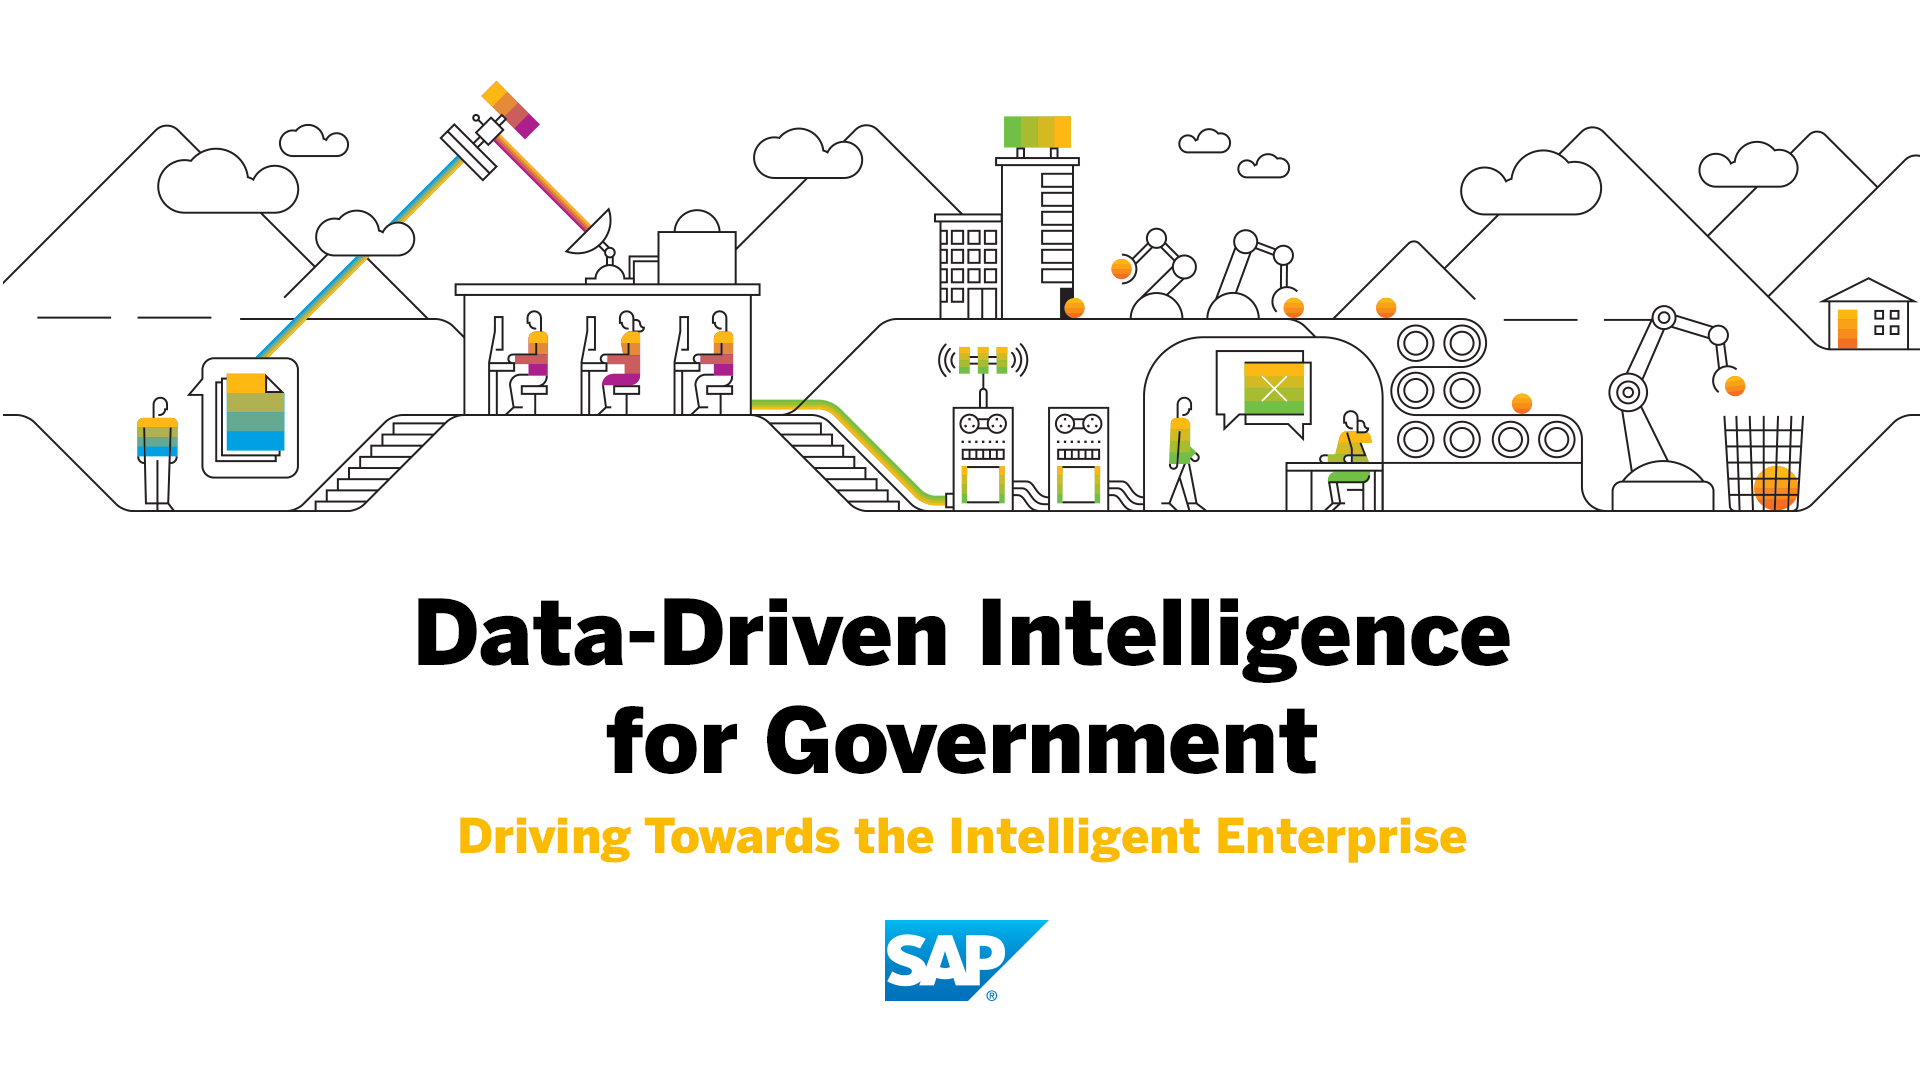 Data-Driven Intelligence
for Government
Driving Towards the Intelligent Enterprise
SAP®